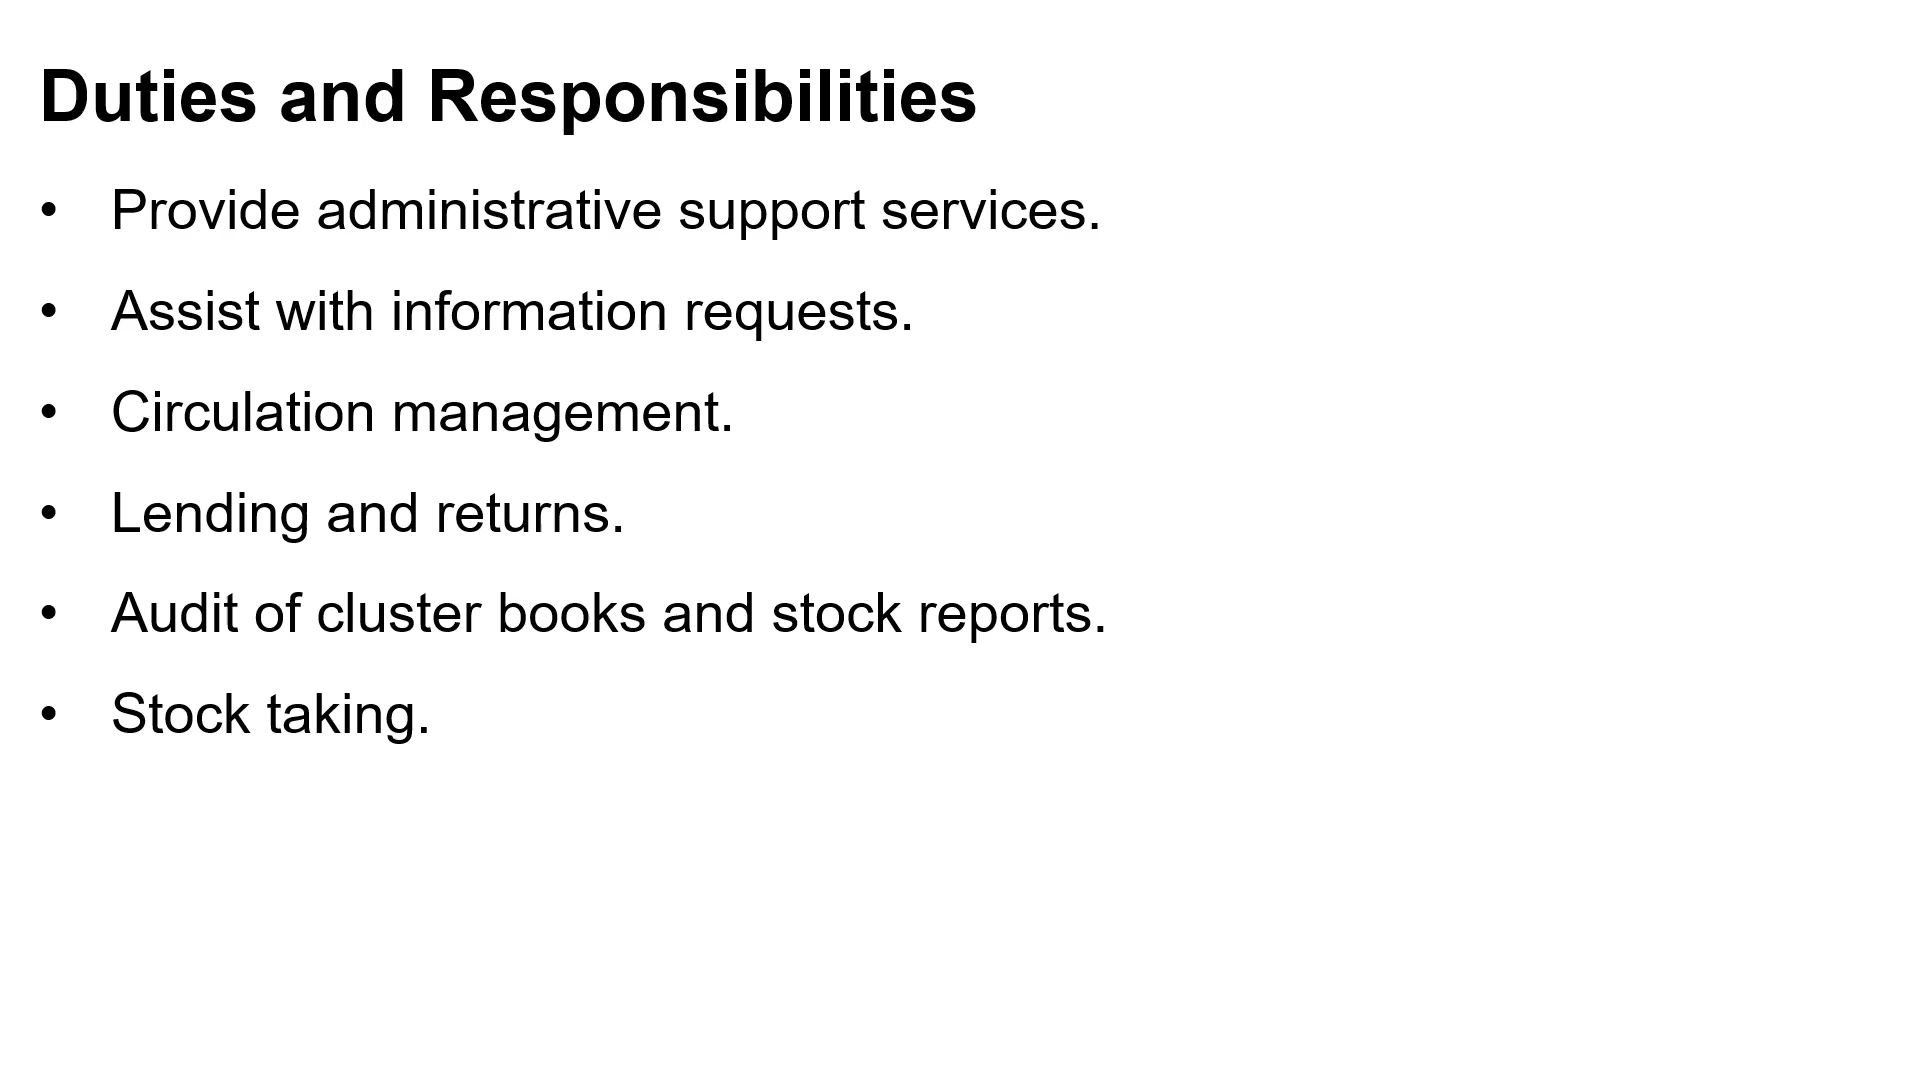 Duties and Responsibilities
• Provide administrative support services.
• Assist with information requests.
• Circulation management.
• Lending and returns.
• Audit of cluster books and stock reports.
• Stock taking.